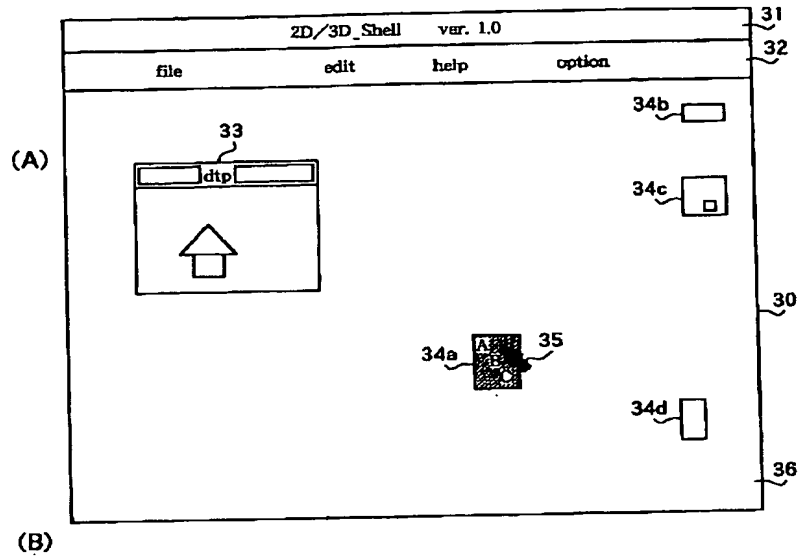 2D/3D_Shell ver. 1.0
31
file edit help option
32
34b
(A)
33
dtp
34c
30
34a
A
B
C
35
34d
36
(B)